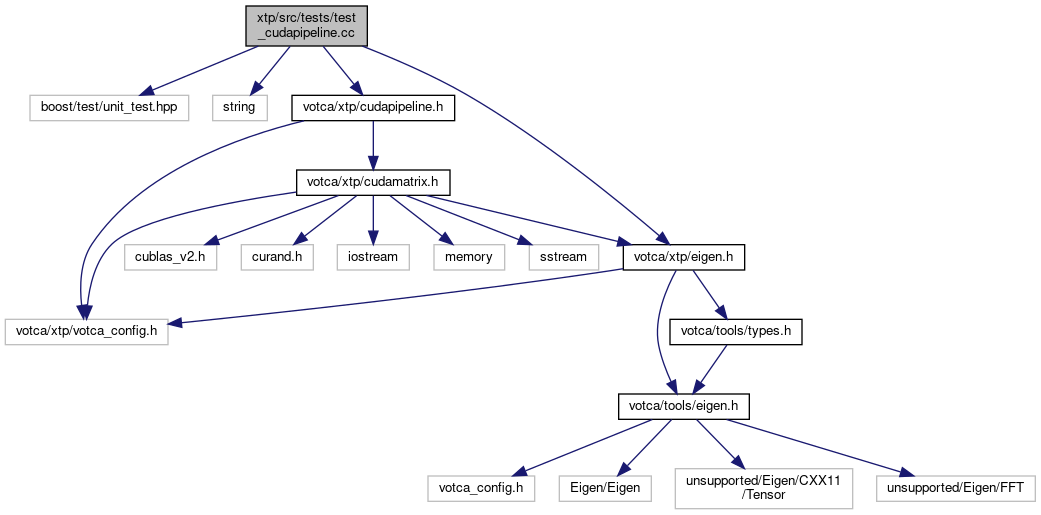 xtp/src/tests/test
_cudapipeline.cc
boost/test/unit_test.hpp
string
votca/xtp/cudapipeline.h
votca/xtp/cudamatrix.h
cublas_v2.h
curand.h
iostream
memory
sstream
votca/xtp/eigen.h
votca/xtp/votca_config.h
votca/tools/types.h
votca/tools/eigen.h
votca_config.h
Eigen/Eigen
unsupported/Eigen/CXX11
/Tensor
unsupported/Eigen/FFT